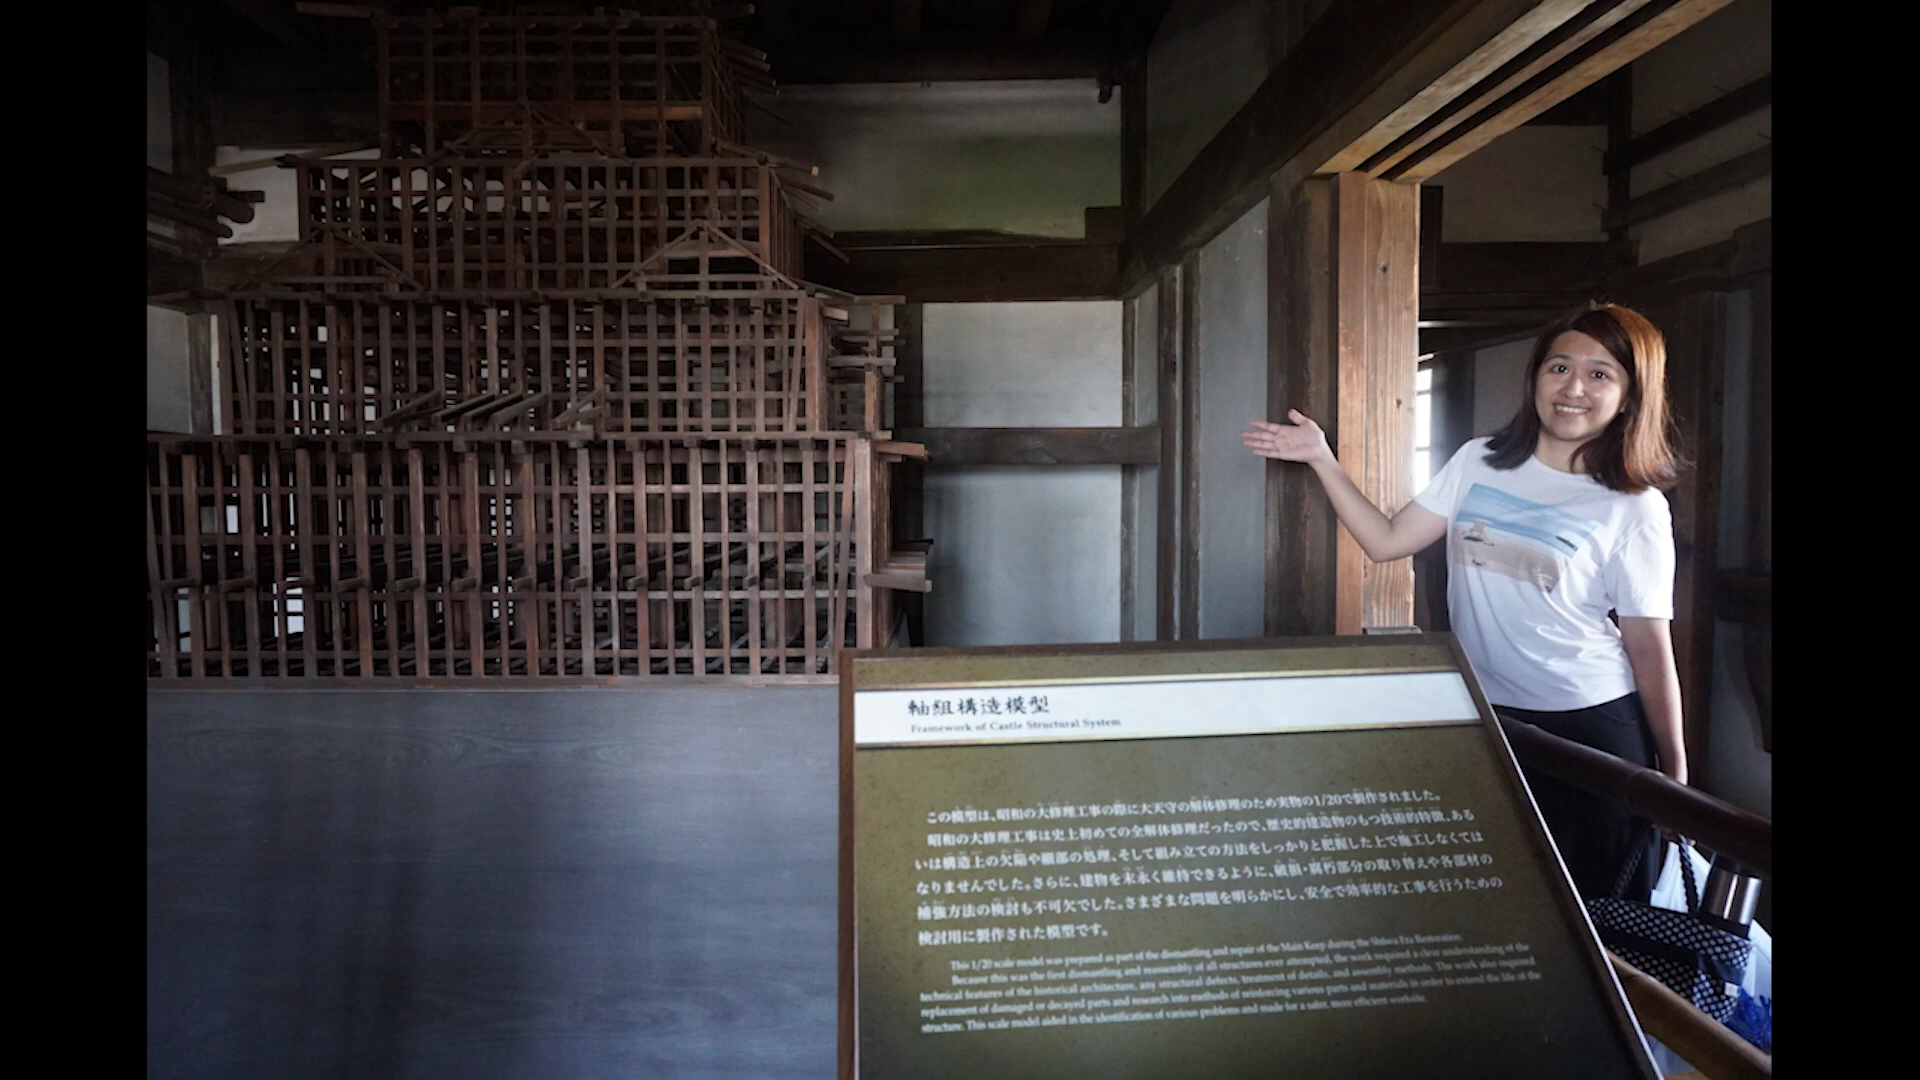 軸組構造模型
Framework of Castle Structural System
この模型は、昭和の大修理工事の際に大天守の解体修理のため実物の1/20で製作されました。
昭和の大修理工事は史上初めての全解体修理だったので、歴史的建造物のもつ技術的特徴、ある
いは構造上の欠陥や細部の処理、そして組み立ての方法をしっかりと把握した上で施工しなくては
なりませんでした。さらに、建物を末永く維持できるように、破損・腐朽部分の取り替えや各部材の
補強方法の検討も不可欠でした。さまざまな問題を明らかにし、安全で効率的な工事を行うための
検討用に製作された模型です。
This 1/20 scale model was prepared as part of the dismantling and repair of the Main Keep during the Showa Era Restoration.
Because this was the first dismantling and reassembly of all structures ever attempted, the work required a clear understanding of the
technical features of the historical architecture, any structural defects, treatment of details, and assembly methods. The work also required
replacement of damaged or decayed parts and research into methods of reinforcing various parts and materials in order to extend the life of the
structure. This scale model aided in the identification of various problems and made for a safer, more efficient worksite.